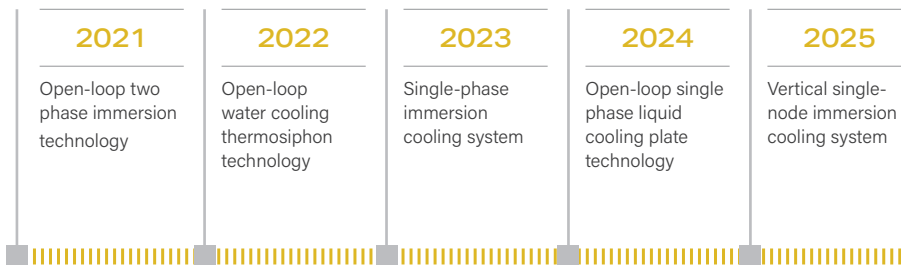 2021
Open-loop two
phase immersion
technology
2022
Open-loop
water cooling
thermosiphon
technology
2023
Single-phase
immersion
cooling system
2024
Open-loop single
phase liquid
cooling plate
technology
2025
Vertical single-
node immersion
cooling system